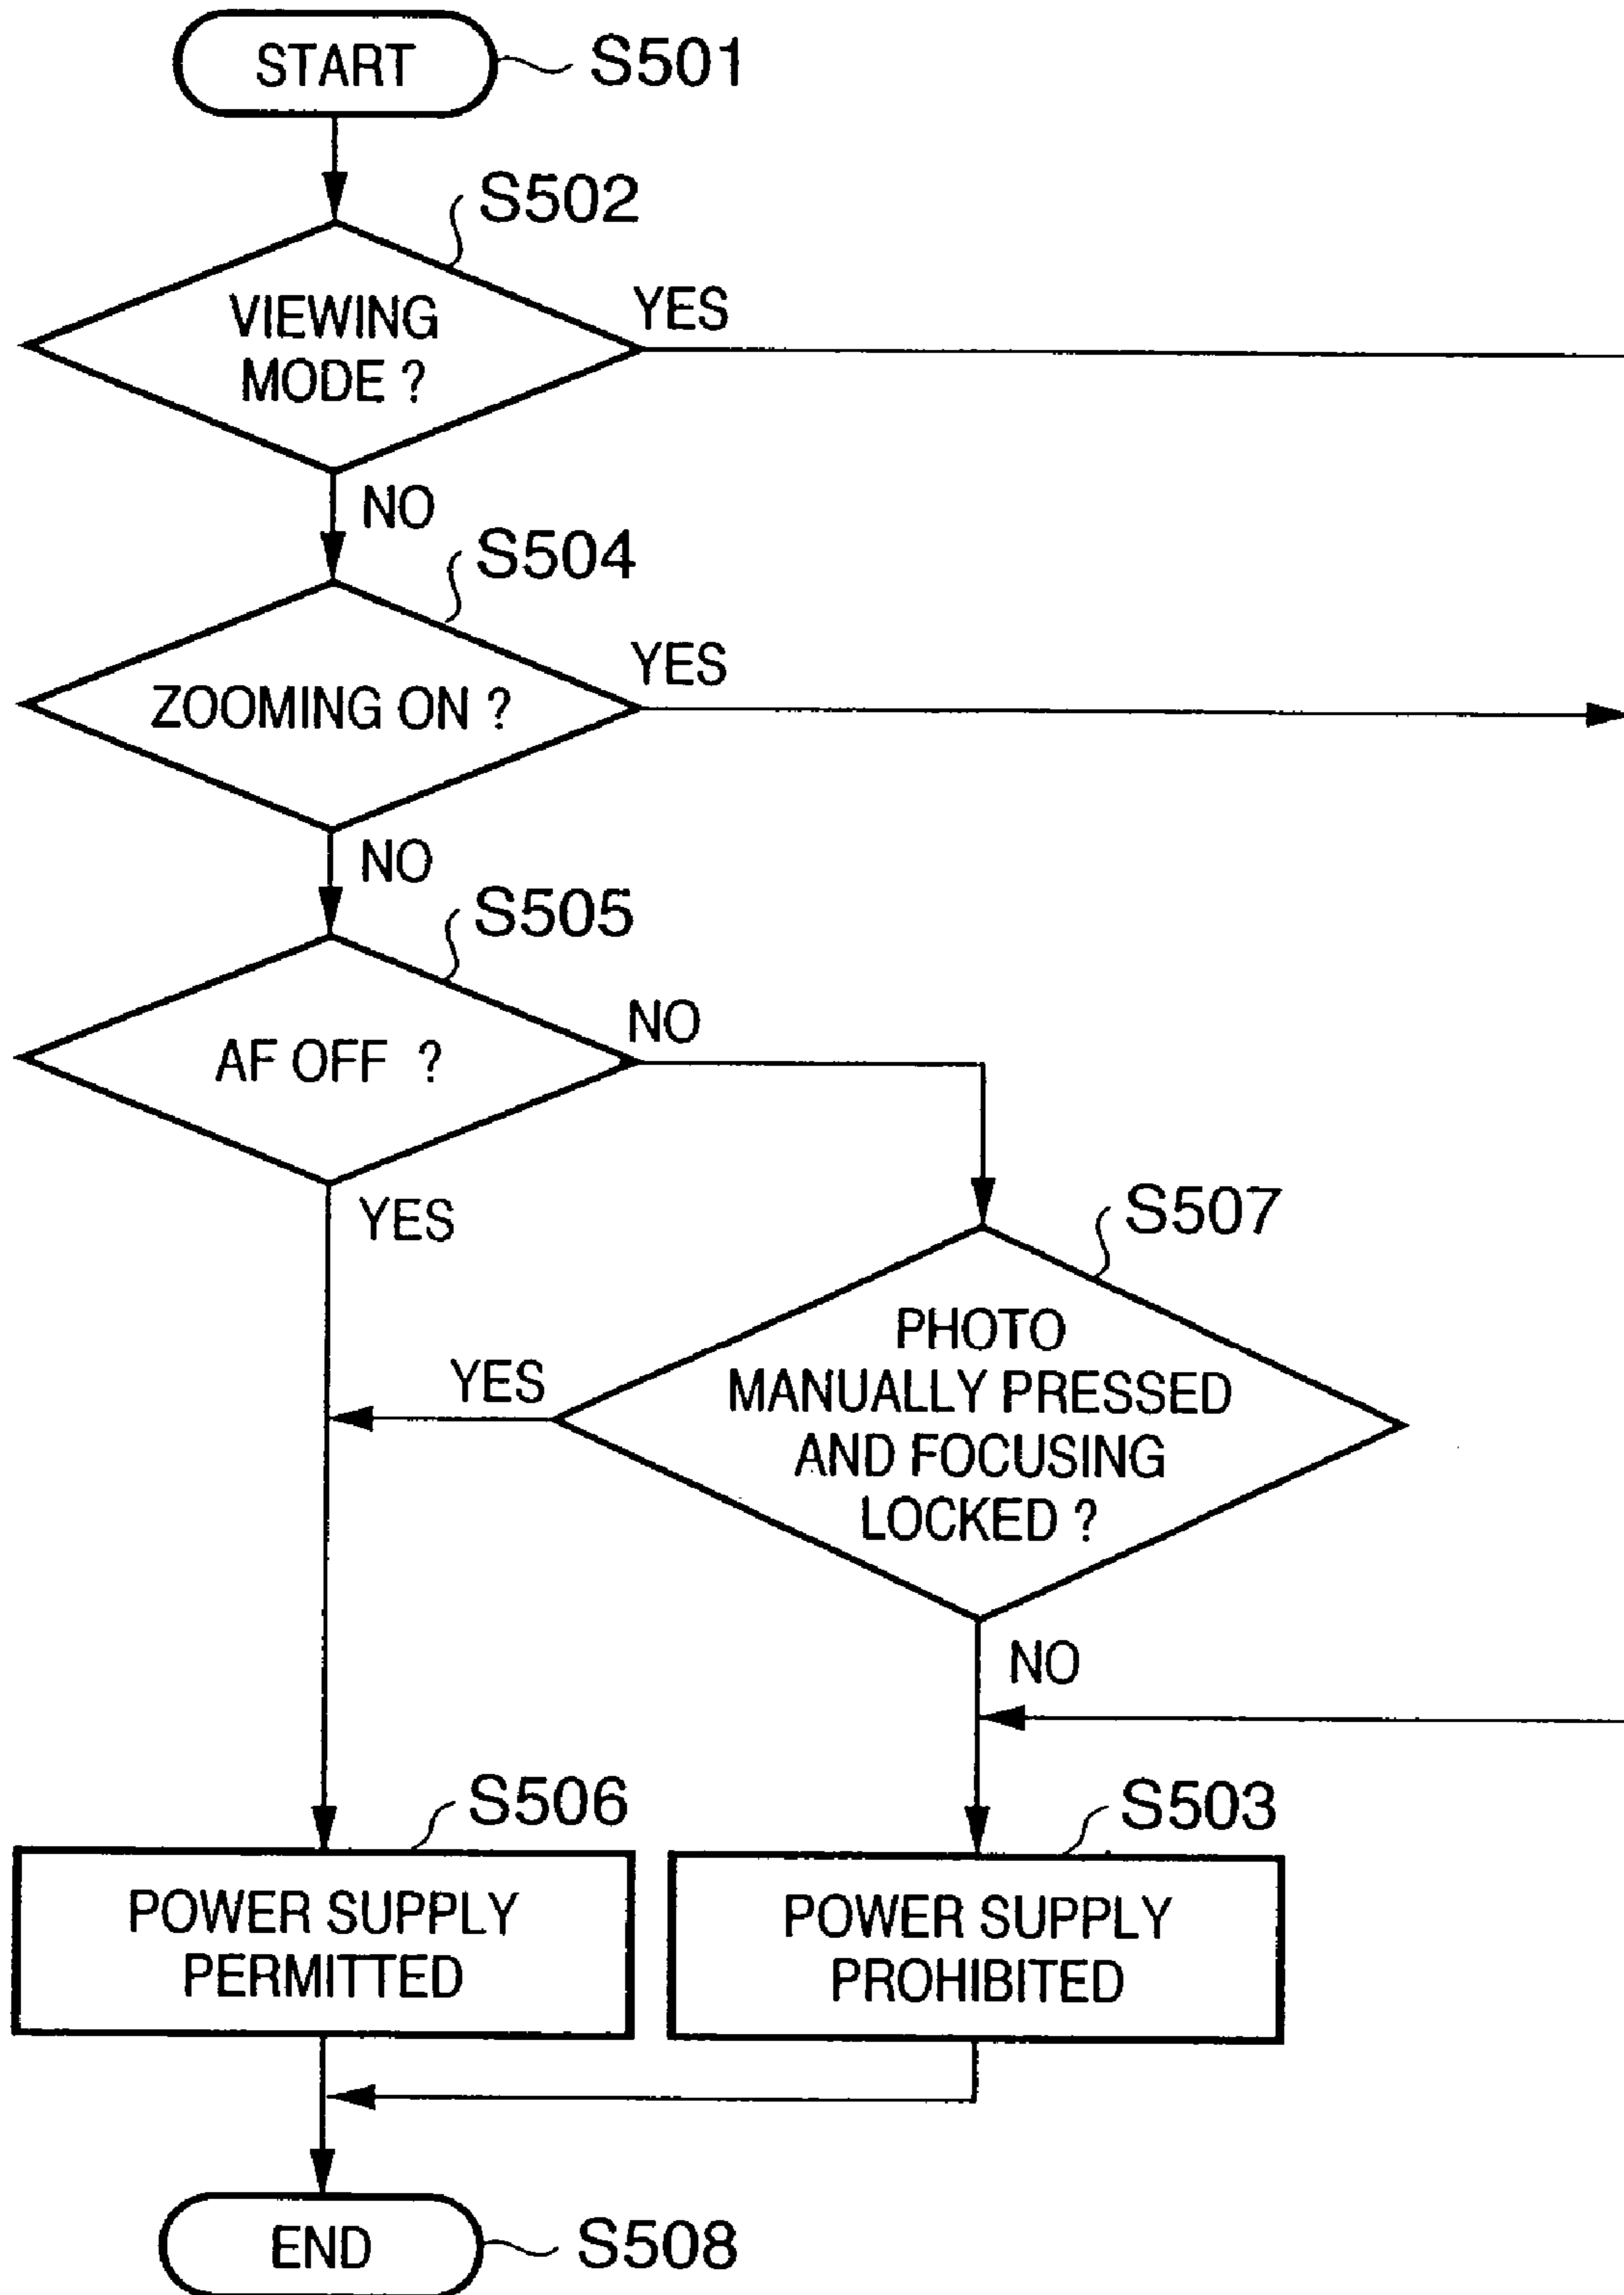 START
S501
S502
VIEWING
MODE ?
YES
NO
S504
ZOOMING ON ?
YES
NO
S505
AF OFF ?
NO
YES
S507
PHOTO
MANUALLY PRESSED
AND FOCUSING
LOCKED ?
YES
NO
S506
POWER SUPPLY
PERMITTED
S503
POWER SUPPLY
PROHIBITED
END
S508